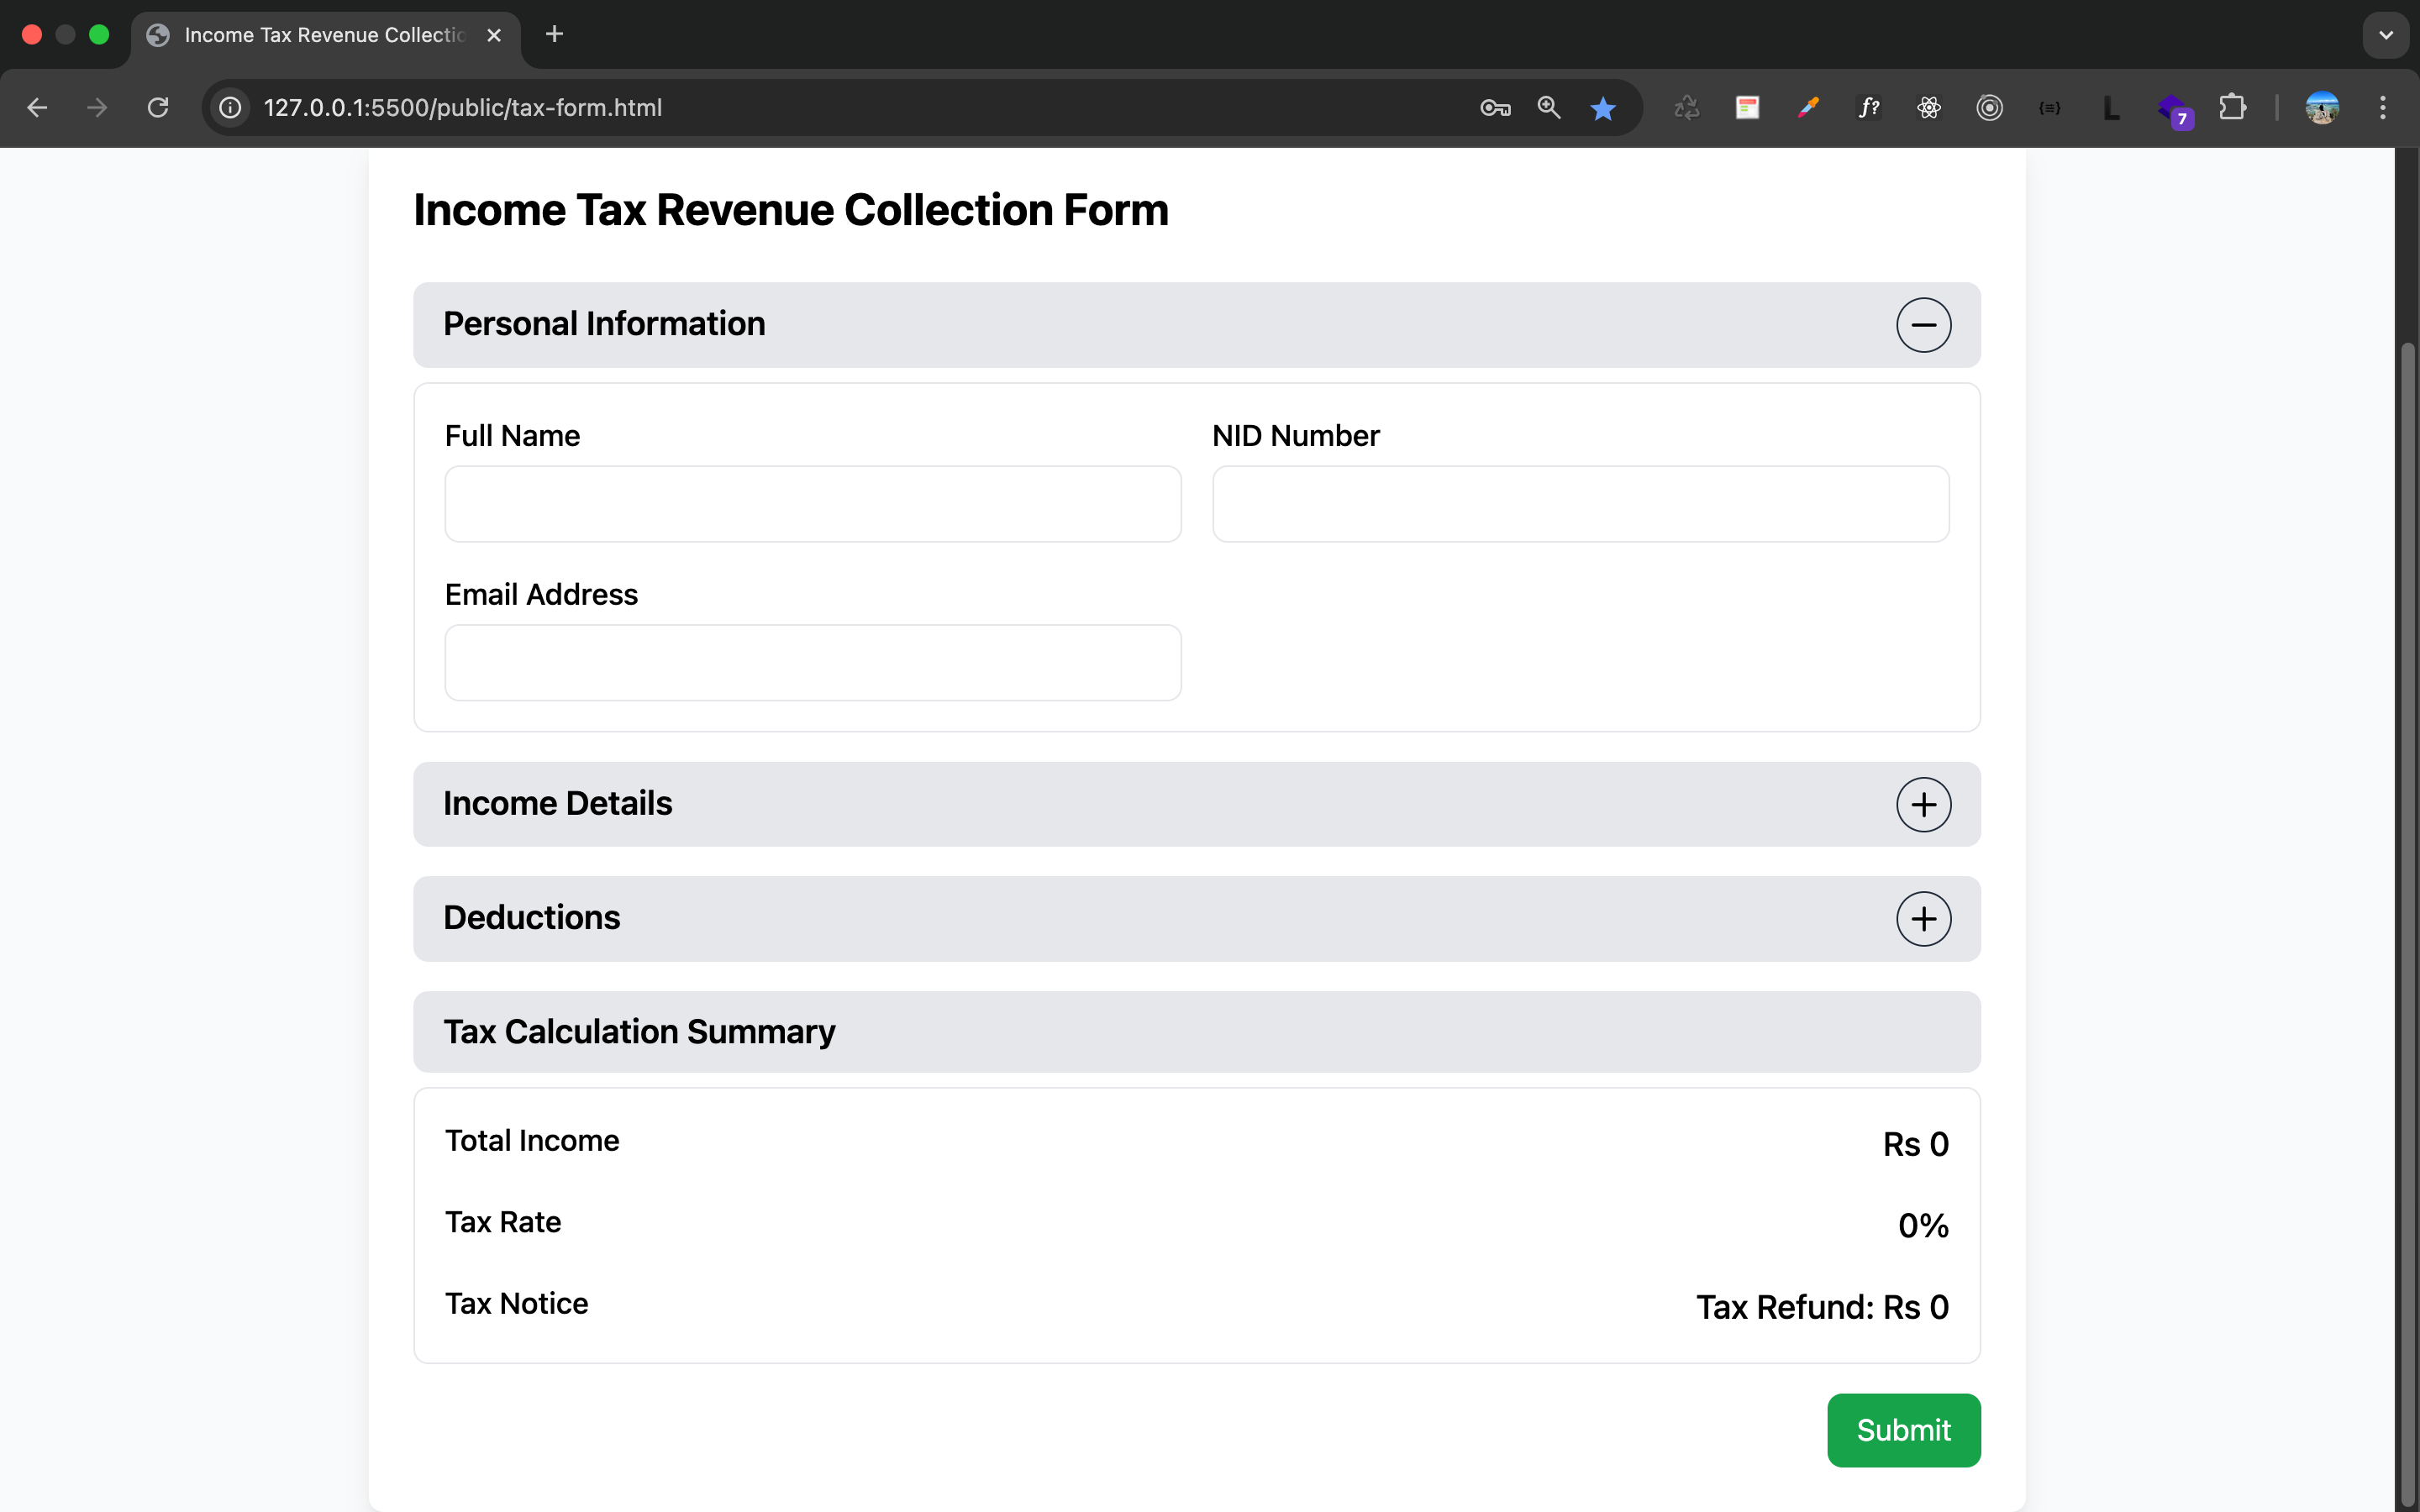 Income Tax Revenue Collectio
127.0.0.1:5500/public/tax-form.html
f?
{≡}
L
7
Income Tax Revenue Collection Form
Personal Information
Full Name
NID Number
Email Address
Income Details
Deductions
Tax Calculation Summary
Total Income
Rs 0
Tax Rate
0%
Tax Notice
Tax Refund: Rs 0
Submit